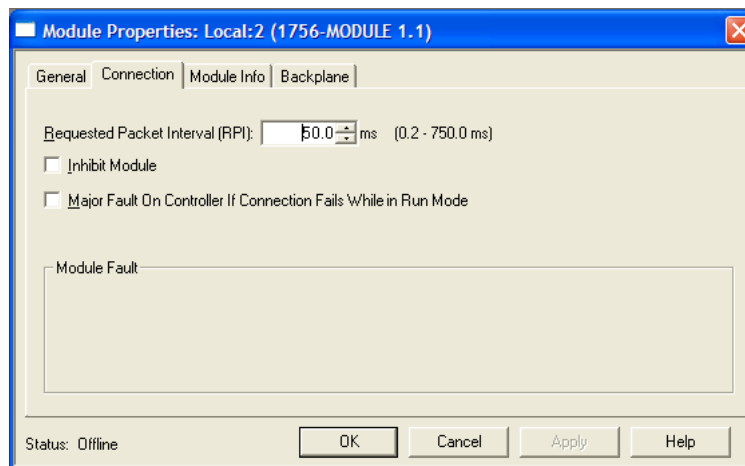 Module Properties: Local:2 (1756-MODULE 1.1)
General Connection Module Info Backplane
Requested Packet Interval (RPI): 50.0 ms (0.2 - 750.0 ms)
Inhibit Module
Major Fault On Controller If Connection Fails While in Run Mode
Module Fault
Status: Offline OK Cancel Apply Help